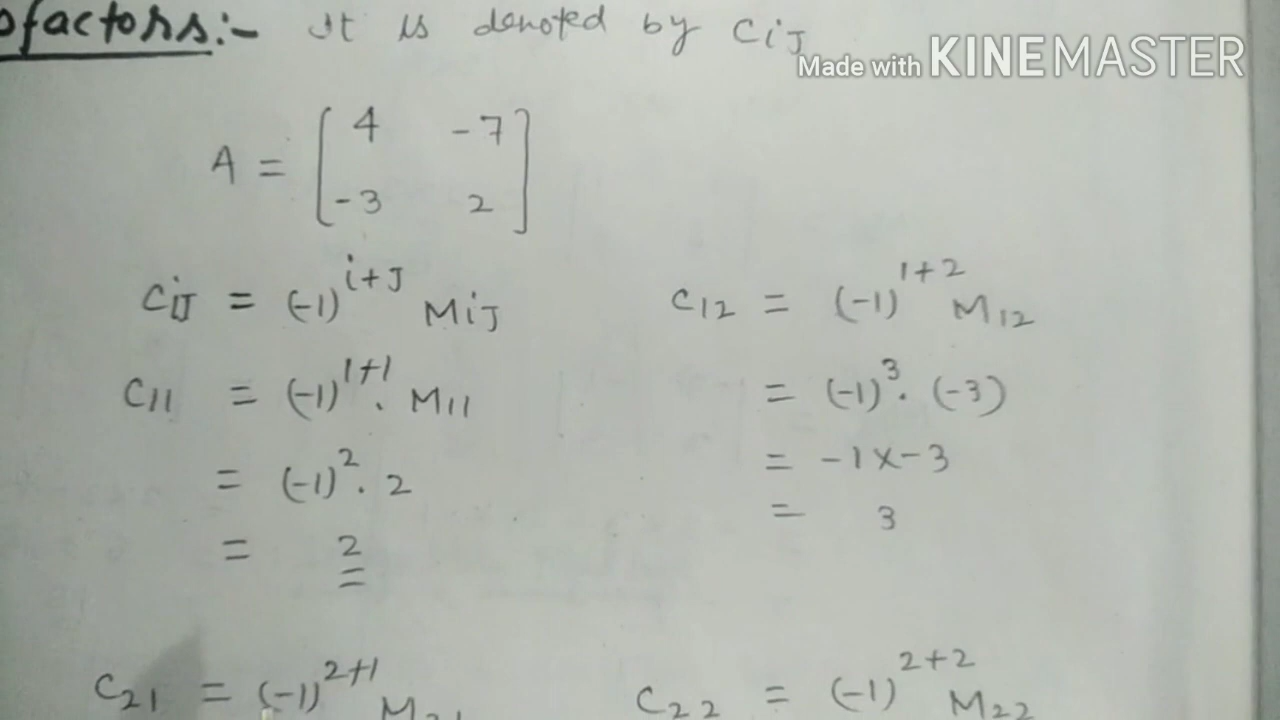 ofactors:- It is denoted by CiJ
Made with KINEMASTER
A = [ 4 -7
-3 2 ]
CiJ = (-1)^i+J MiJ
C11 = (-1)^1+1 . M11
= (-1)^2 . 2
= 2
C12 = (-1)^1+2 M12
= (-1)^3 . (-3)
= -1x-3
= 3
C21 = (-1)^2+1 M21
C22 = (-1)^2+2 M22